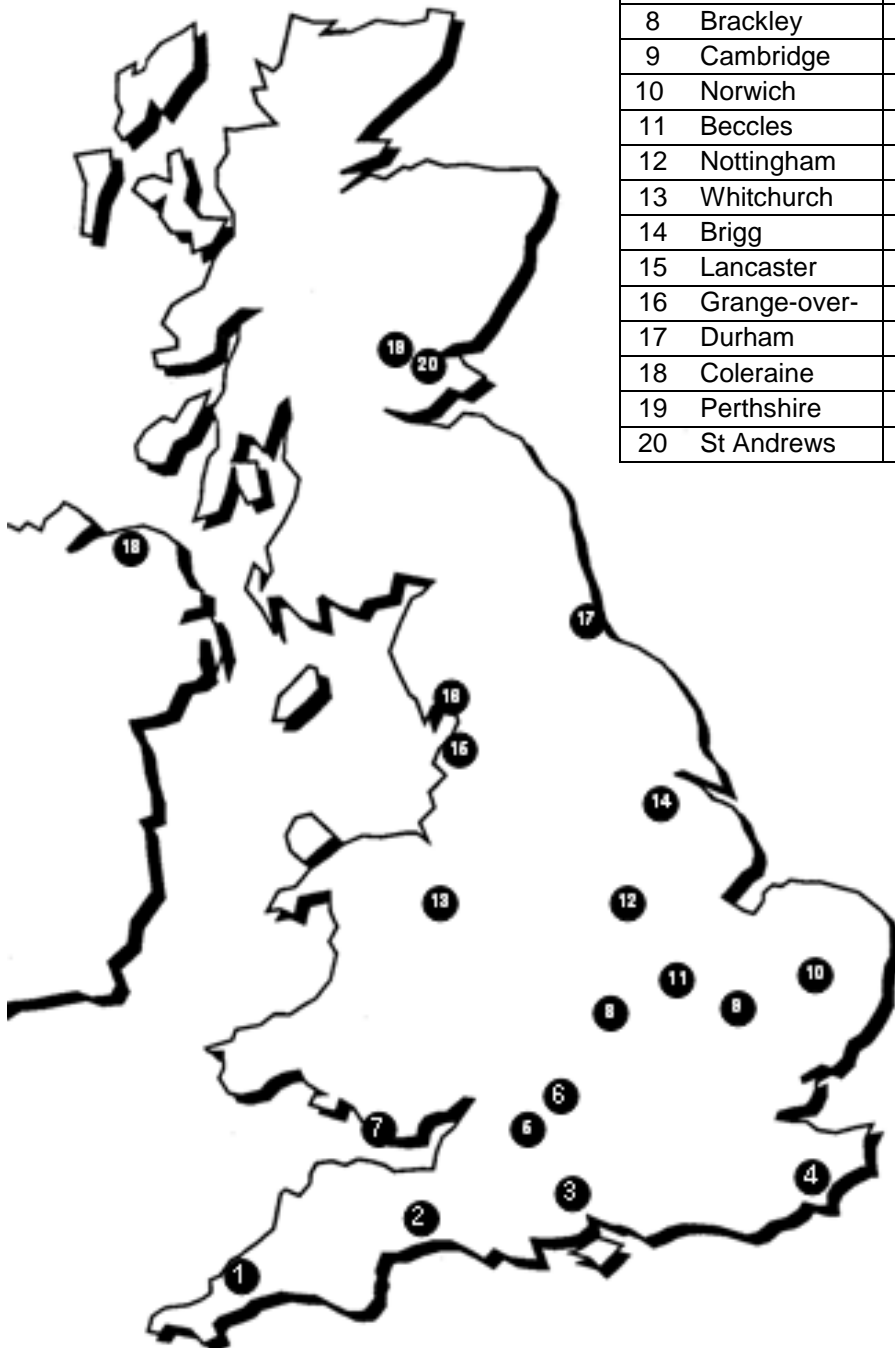 8 Brackley
9 Cambridge
10 Norwich
11 Beccles
12 Nottingham
13 Whitchurch
14 Brigg
15 Lancaster
16 Grange-over-
17 Durham
18 Coleraine
19 Perthshire
20 St Andrews
19
20
18
17
16
15
14
13
12
11
10
8
9
6
7
5
4
3
2
1